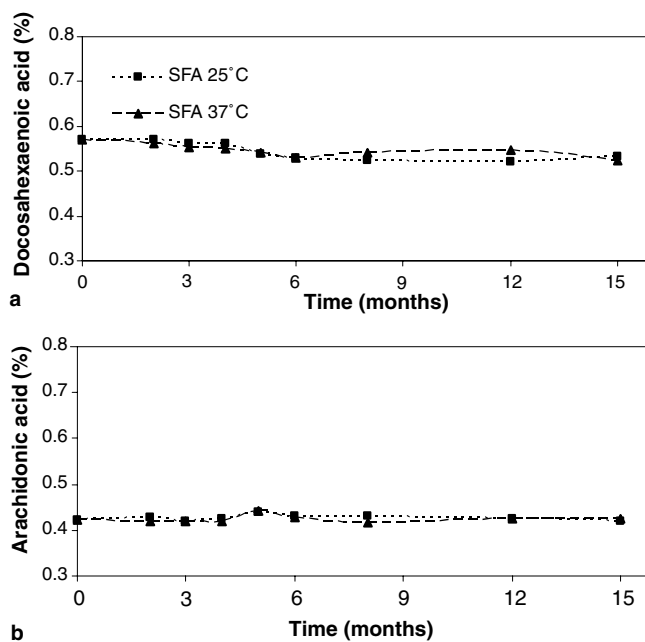 Docosahexaenoic acid (%)
0.8
0.7
0.6
0.5
0.4
0.3
SFA 25˚C
SFA 37˚C
0 3 6 9 12 15
Time (months)
a
Arachidonic acid (%)
0.8
0.7
0.6
0.5
0.4
0.3
0 3 6 9 12 15
Time (months)
b